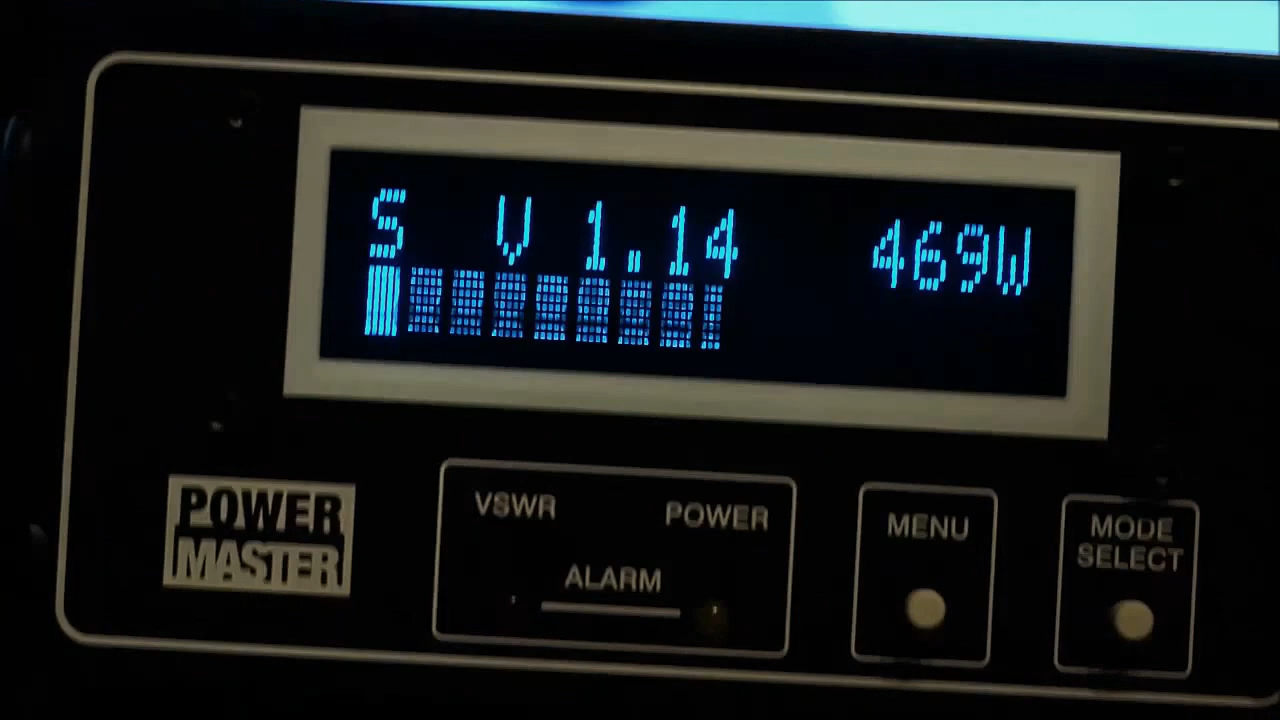 S V 1.14 469W
POWER
MASTER
VSWR POWER
ALARM
MENU
MODE
SELECT